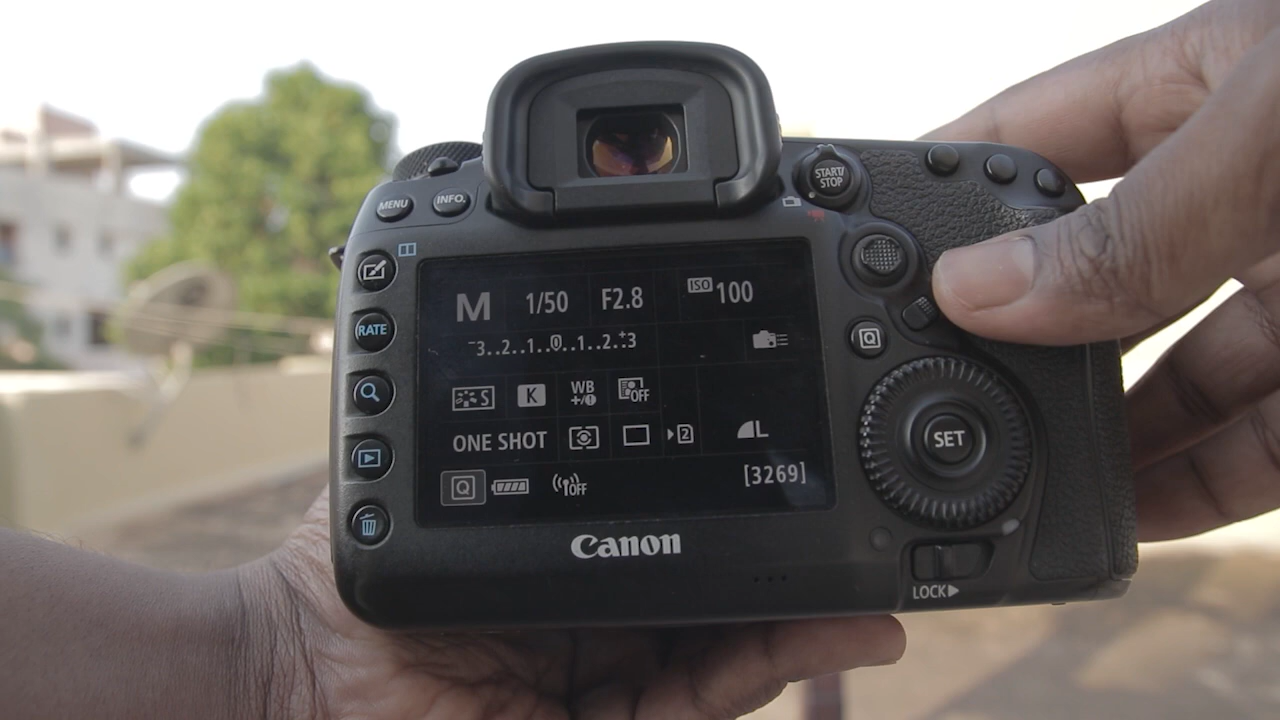 START/
STOP
MENU
INFO.
M 1/50 F2.8 ISO 100
RATE
-3..2..1..0..1..2..+3
Q
S K WB +/- OFF
SET
ONE SHOT 2 L
Q OFF [3269]
Canon
LOCK